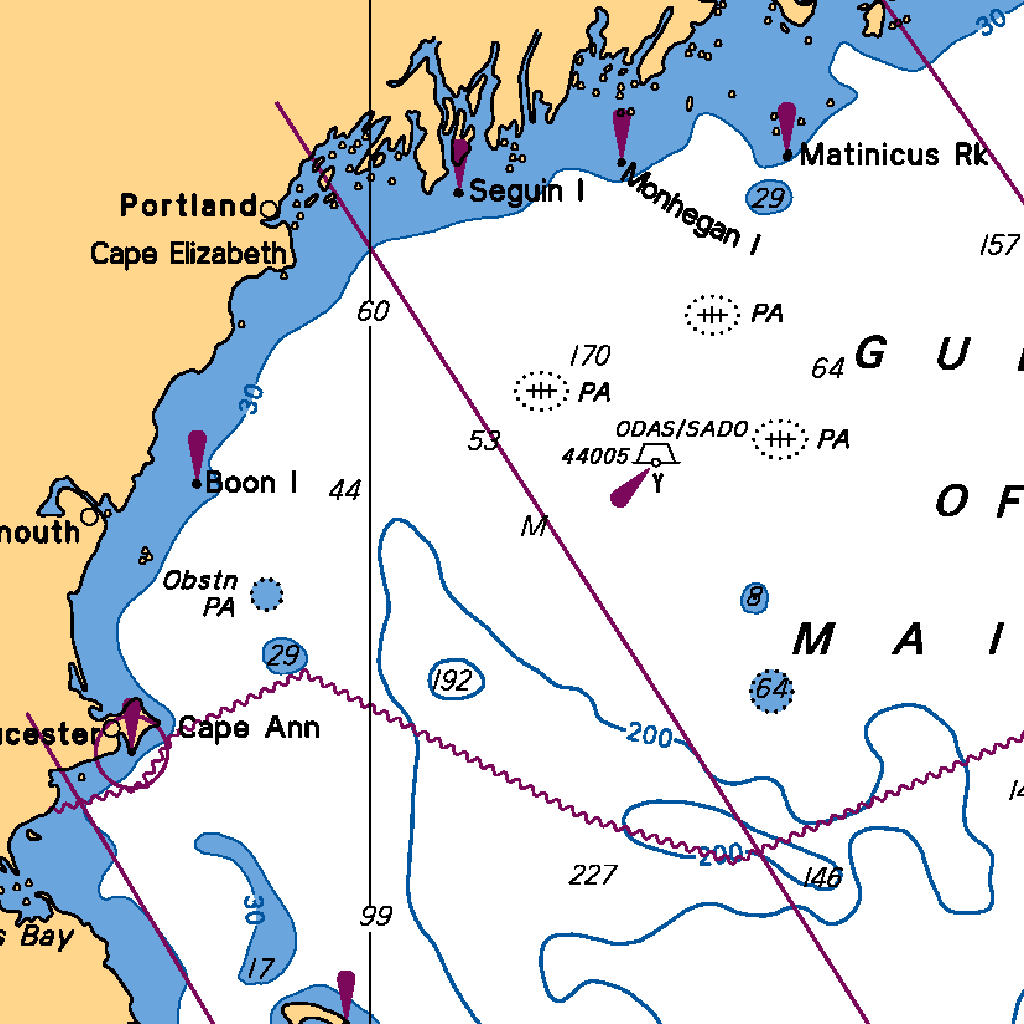 30
Matinicus Rk
Seguin I
Monhegan I
29
Portland
Cape Elizabeth
157
60
PA
170
64
G U
PA
30
ODAS/SADO
53
PA
44005
Boon I
44
Y
O F
M
nouth
Obstn
PA
8
29
M A I
192
64
ucester
Cape Ann
200
200
227
146
30
99
s Bay
17